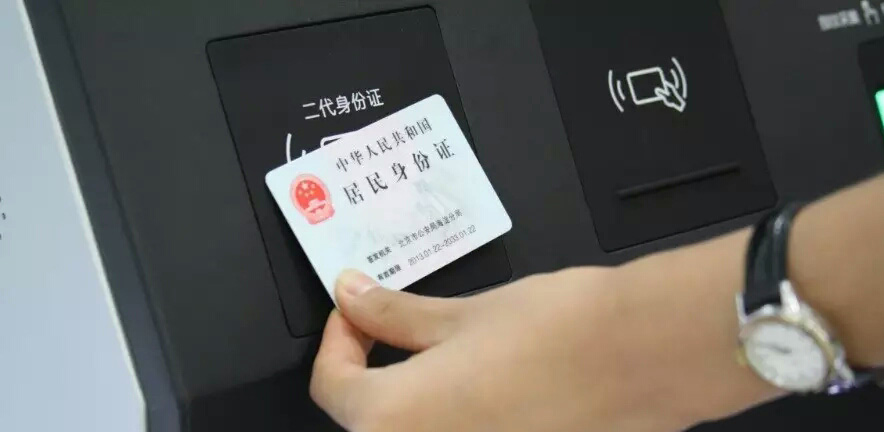 二代身份证
中华人民共和国
居民身份证
签发机关 北京市公安局海淀分局
有效期限 2013.01.22-2033.01.22